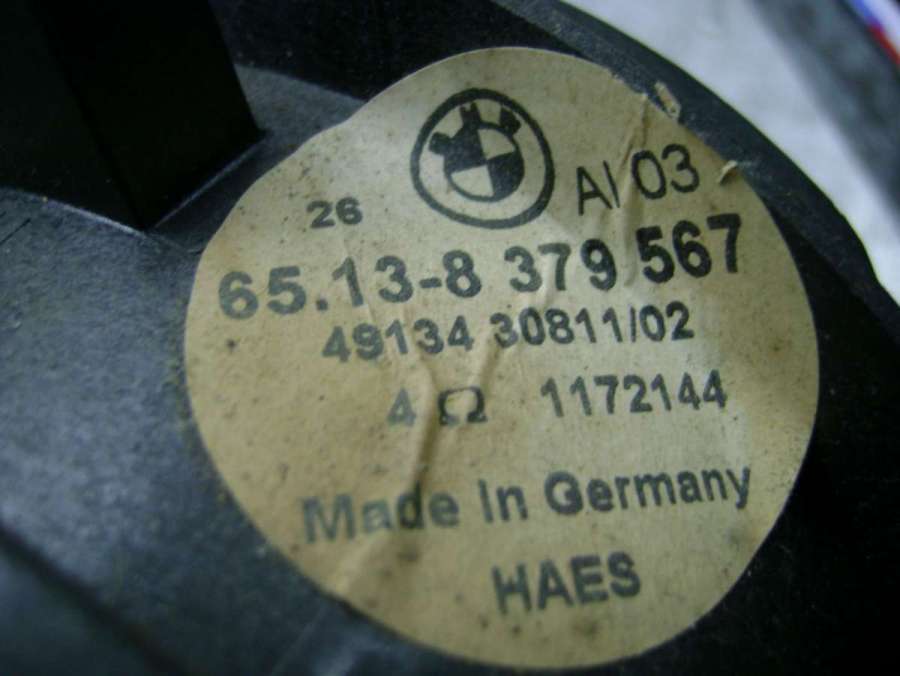 26
AI 03
65.13-8 379 567
49134 30811/02
4 Ω 1172144
Made In Germany
HAES